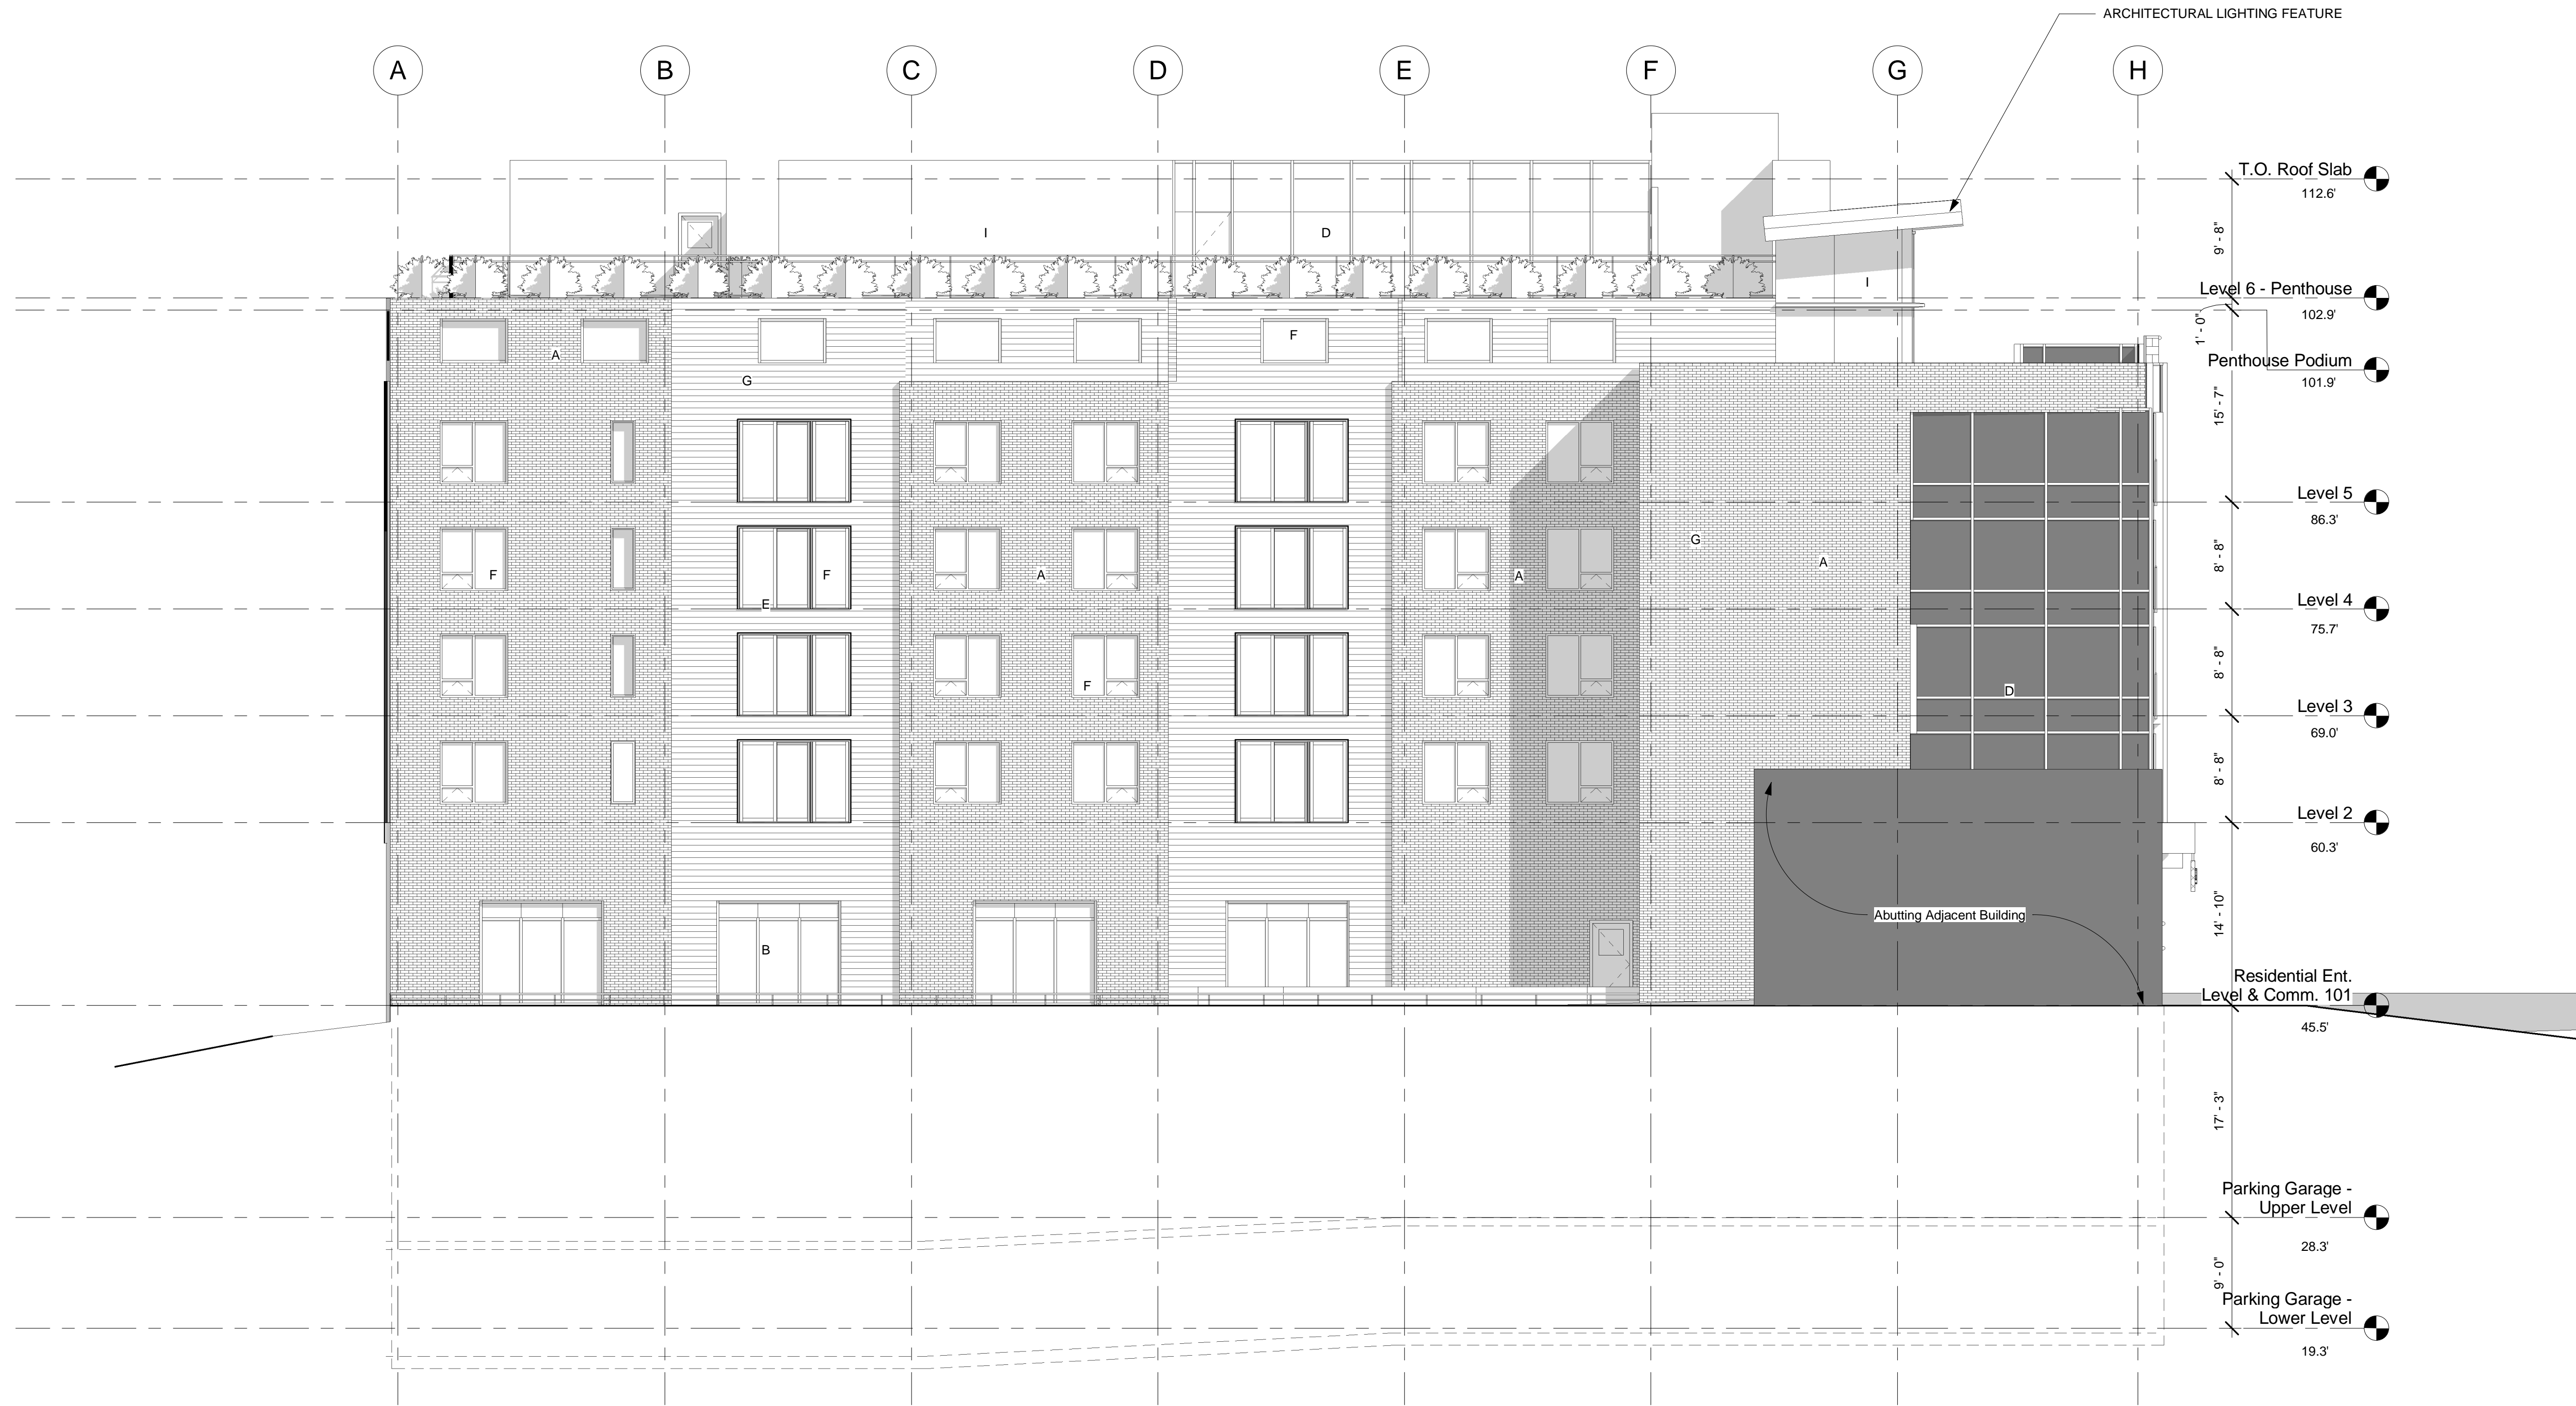 ARCHITECTURAL LIGHTING FEATURE
A B C D E F G H
T.O. Roof Slab
112.6'
9' - 8"
I
D
I
Level 6 - Penthouse
102.9'
1' - 0"
F
A
Penthouse Podium
101.9'
G
15' - 7"
Level 5
86.3'
G
8' - 8"
A
F
F
A
A
E
Level 4
75.7'
8' - 8"
F
D
Level 3
69.0'
8' - 8"
Level 2
60.3'
14' - 10"
Abutting Adjacent Building
B
Residential Ent.
Level & Comm. 101
45.5'
17' - 3"
Parking Garage -
Upper Level
28.3'
9' - 0"
Parking Garage -
Lower Level
19.3'